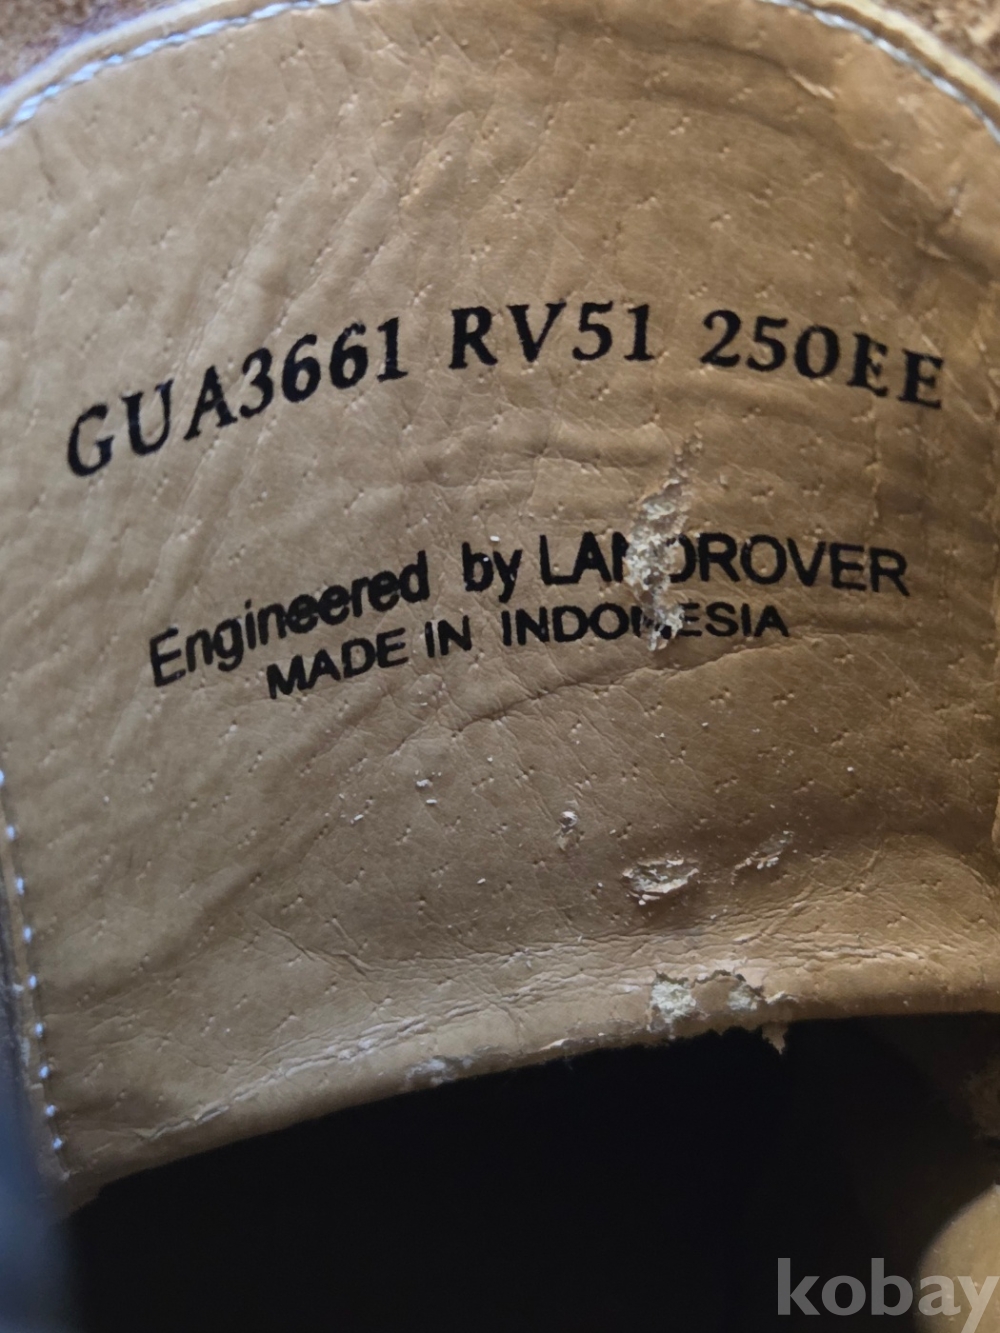 GUA3661 RV51 250EE
Engineered by LANDROVER
MADE IN INDONESIA
kobay